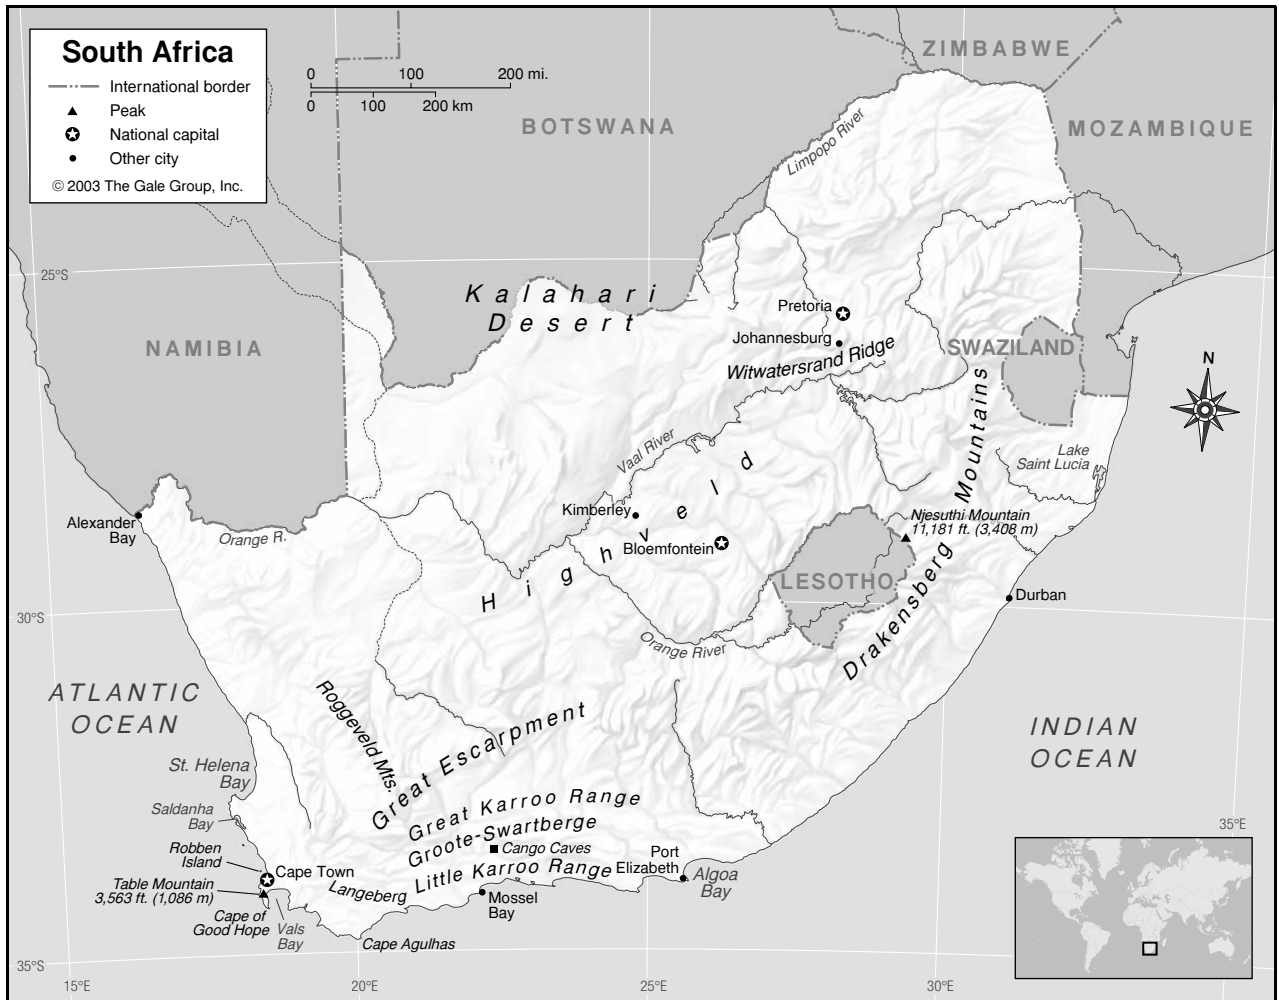 South Africa
International border
Peak
National capital
Other city
© 2003 The Gale Group, Inc.
0 100 200 mi.
0 100 200 km
ZIMBABWE
BOTSWANA
MOZAMBIQUE
Limpopo River
25°S
Kalahari
Desert
Pretoria
Johannesburg
Witwatersrand Ridge
NAMIBIA
SWAZILAND
N
Vaal River
Lake
Saint Lucia
Highveld
Kimberley
Bloemfontein
Alexander
Bay
Orange R.
Njesuthi Mountain
11,181 ft. (3,408 m)
LESOTHO
Drakensberg Mountains
Durban
30°S
Orange River
ATLANTIC
OCEAN
INDIAN
OCEAN
Roggeveld Mts.
Great Escarpment
St. Helena
Bay
Great Karroo Range
Saldanha
Bay
Groote-Swartberge
35°E
Robben
Island
Cango Caves
Port
Elizabeth
Algoa
Bay
Cape Town
Little Karroo Range
Langeberg
Table Mountain
3,563 ft. (1,086 m)
Mossel
Bay
Cape of
Good Hope
Vals
Bay
Cape Agulhas
35°S
15°E
20°E
25°E
30°E